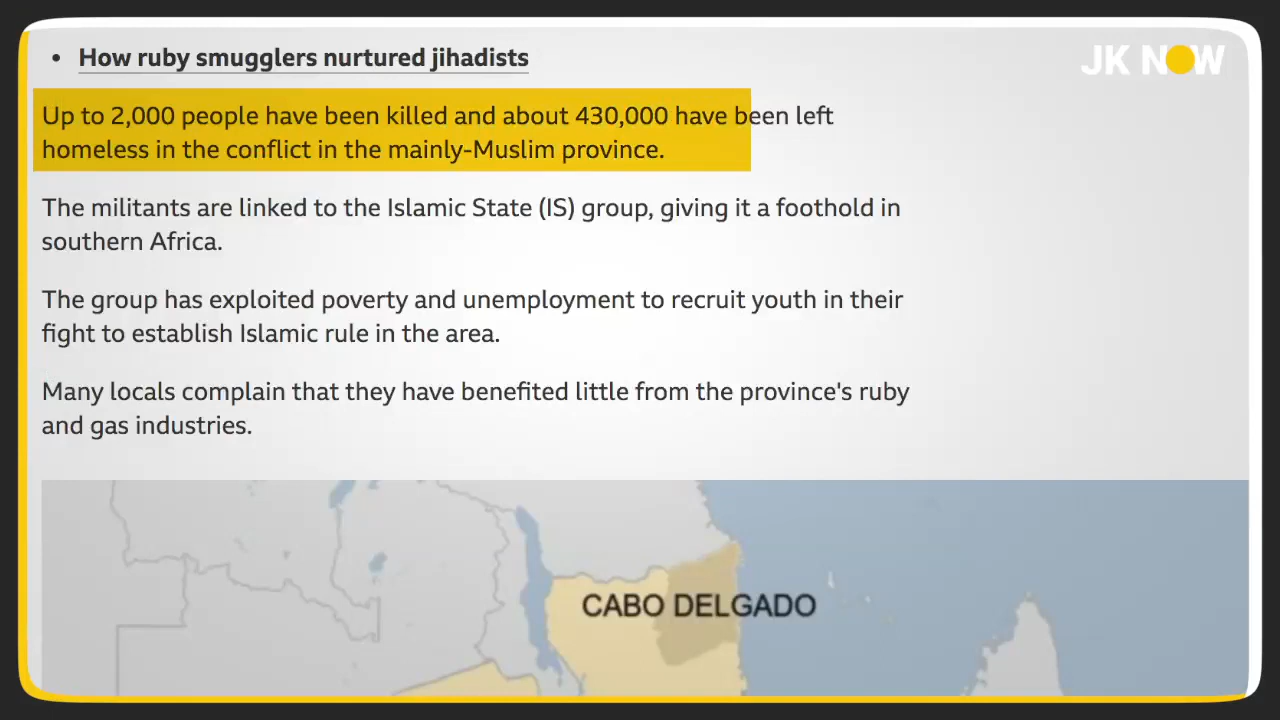 JK NOW
• How ruby smugglers nurtured jihadists
Up to 2,000 people have been killed and about 430,000 have been left
homeless in the conflict in the mainly-Muslim province.
The militants are linked to the Islamic State (IS) group, giving it a foothold in
southern Africa.
The group has exploited poverty and unemployment to recruit youth in their
fight to establish Islamic rule in the area.
Many locals complain that they have benefited little from the province's ruby
and gas industries.
CABO DELGADO